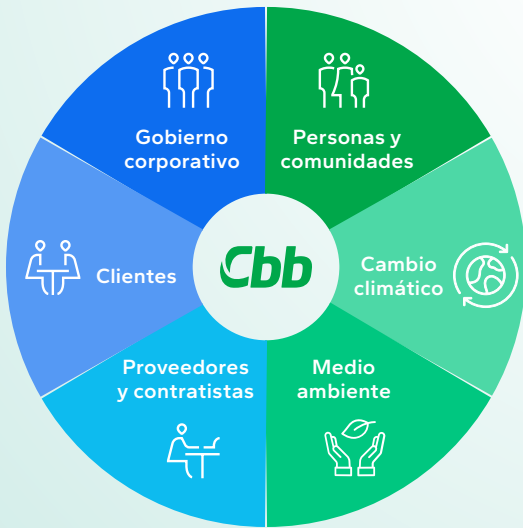 Gobierno
corporativo
Personas y
comunidades
Clientes
Cbb
Cambio
climático
Proveedores
y contratistas
Medio
ambiente